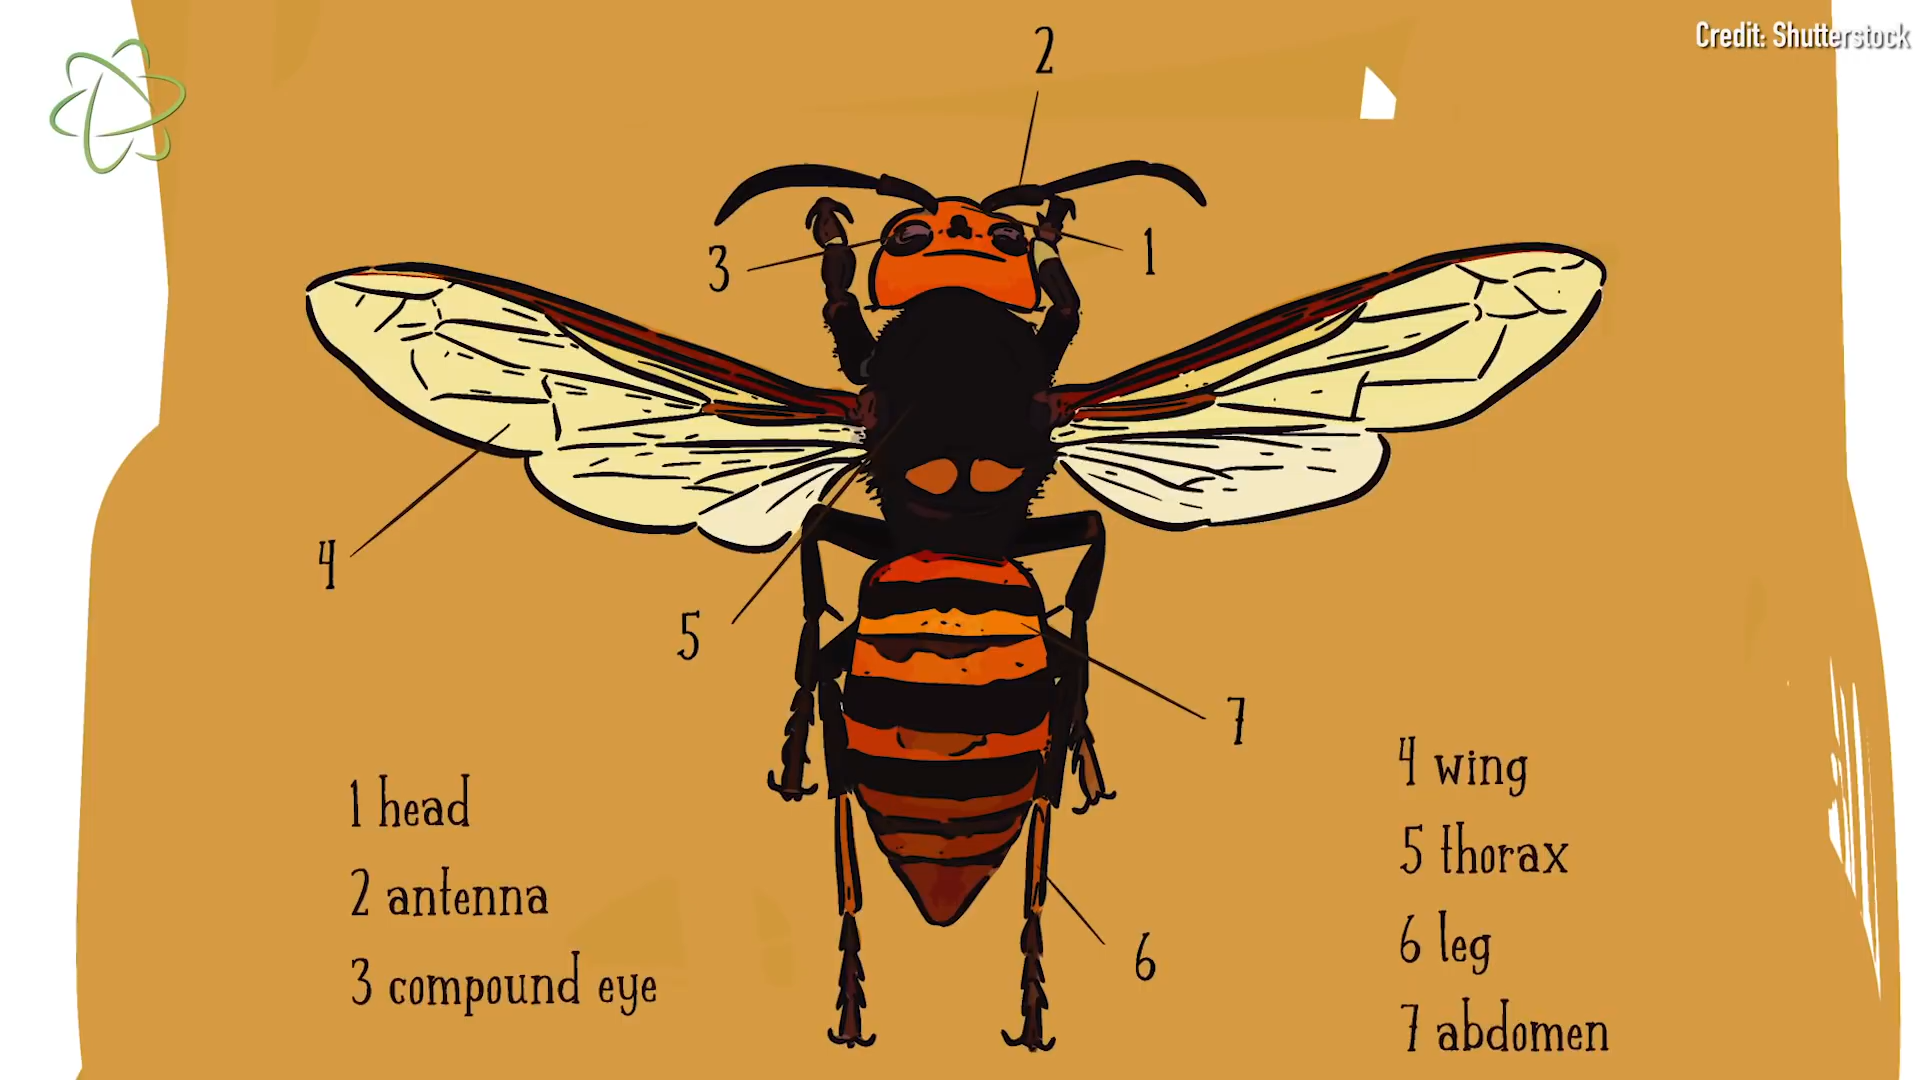 Credit: Shutterstock
2
3
1
4
5
7
6
1 head
2 antenna
3 compound eye
4 wing
5 thorax
6 leg
7 abdomen